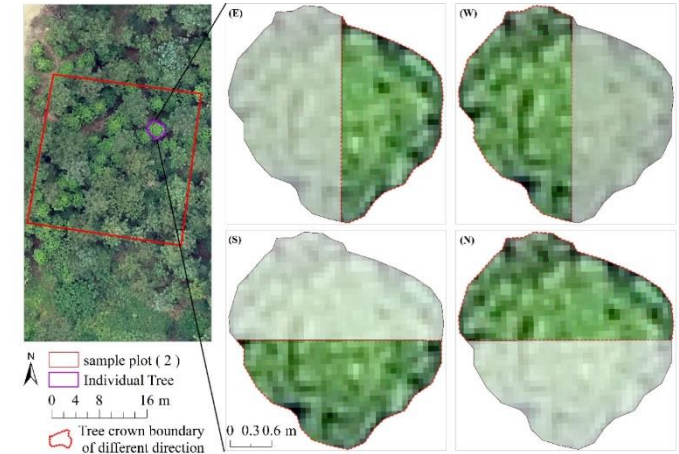 (E)
(W)
(S)
(N)
N
sample plot ( 2 )
Individual Tree
0 4 8 16 m
Tree crown boundary
of different direction
0 0.3 0.6 m